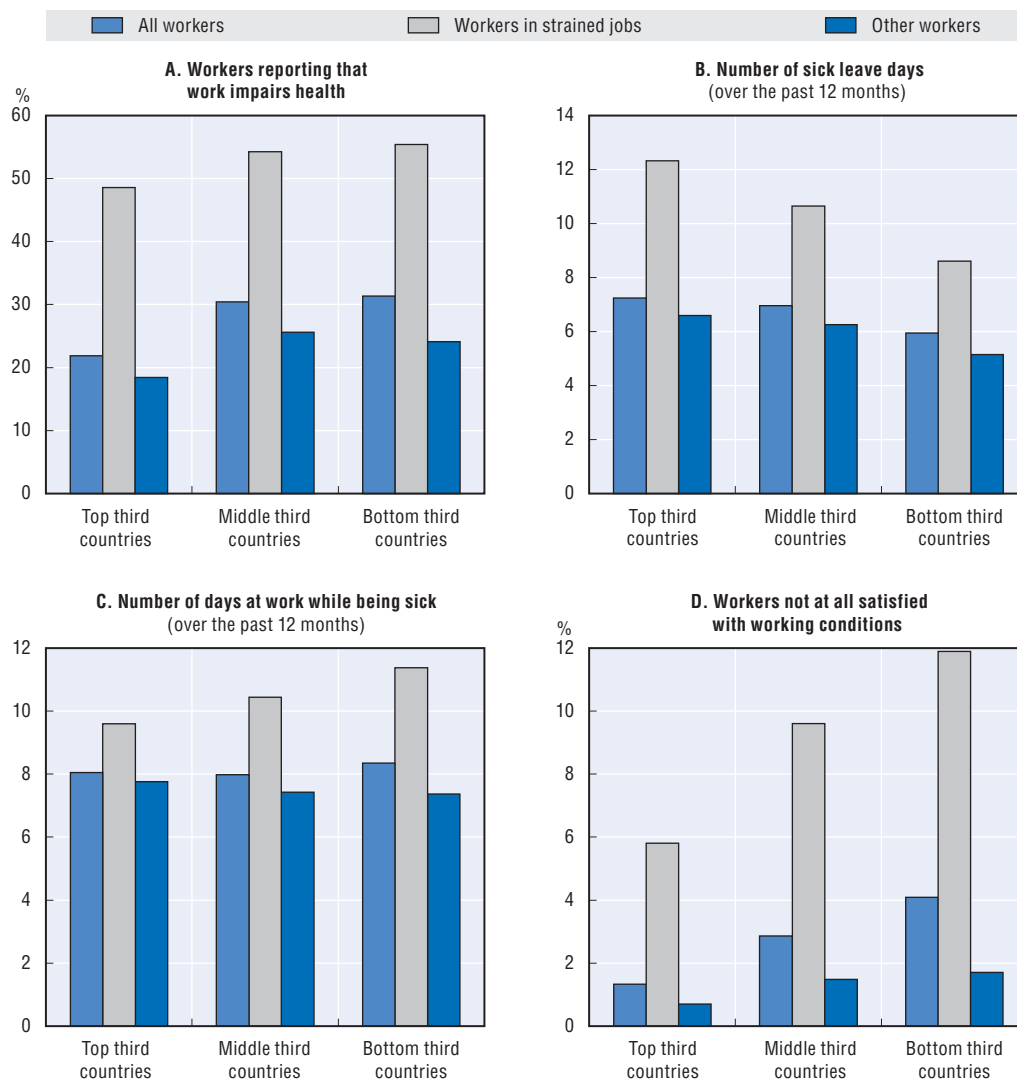 All workers Workers in strained jobs Other workers
A. Workers reporting that
work impairs health
%
60
50
40
30
20
10
0
Top third
countries
Middle third
countries
Bottom third
countries
B. Number of sick leave days
(over the past 12 months)
14
12
10
8
6
4
2
0
Top third
countries
Middle third
countries
Bottom third
countries
C. Number of days at work while being sick
(over the past 12 months)
12
10
8
6
4
2
0
Top third
countries
Middle third
countries
Bottom third
countries
D. Workers not at all satisfied
with working conditions
%
12
10
8
6
4
2
0
Top third
countries
Middle third
countries
Bottom third
countries